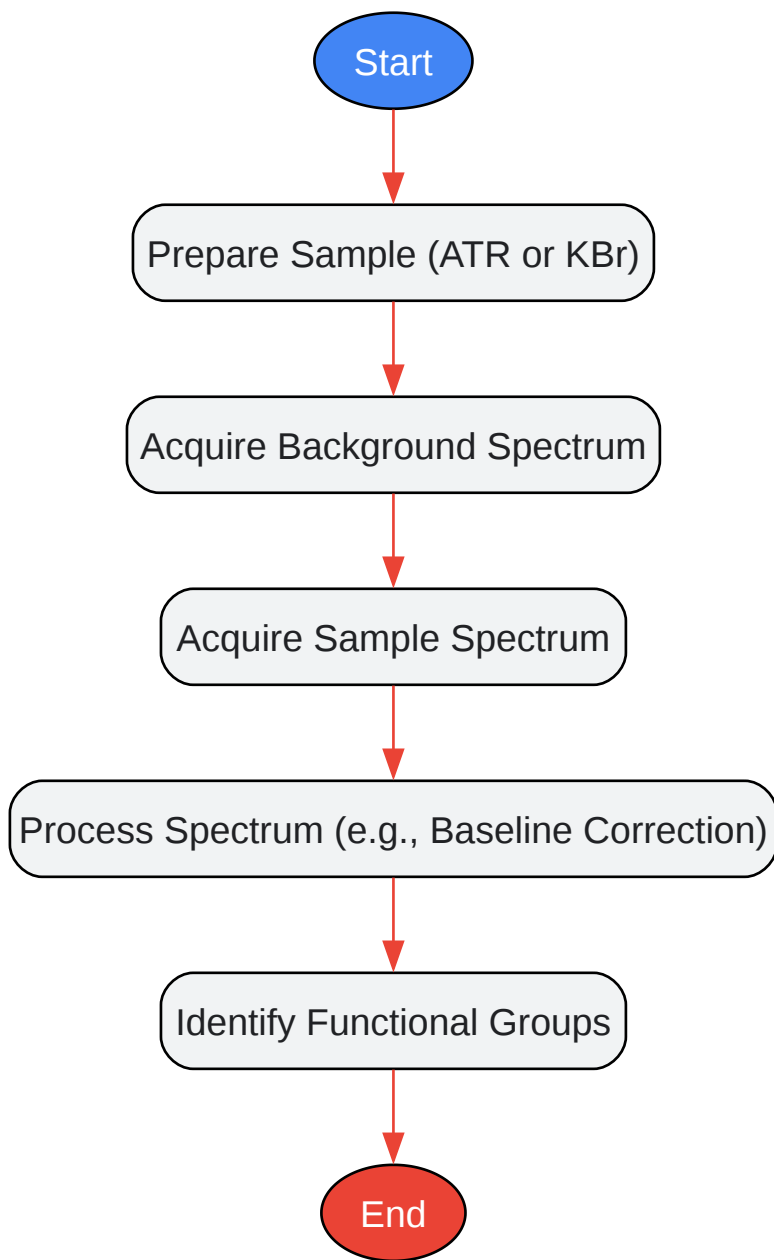 Start
Prepare Sample (ATR or KBr)
Acquire Background Spectrum
Acquire Sample Spectrum
Process Spectrum (e.g., Baseline Correction)
Identify Functional Groups
End